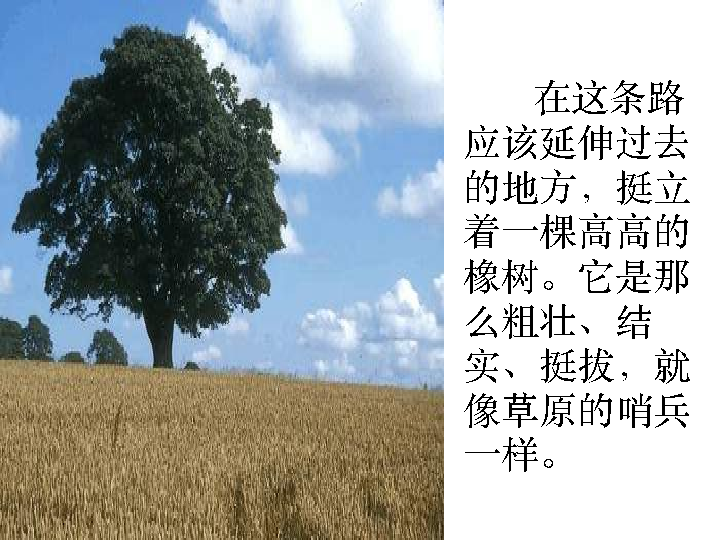 在这条路
应该延伸过去
的地方，挺立
着一棵高高的
橡树。它是那
么粗壮、结
实、挺拔，就
像草原的哨兵
一样。